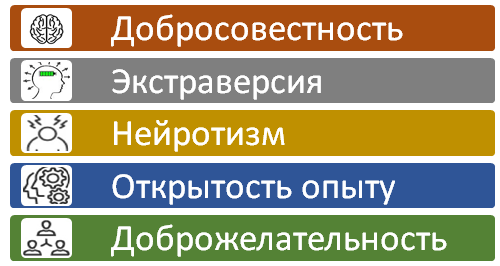 Добросовестность
Экстраверсия
Нейротизм
Открытость опыту
Доброжелательность